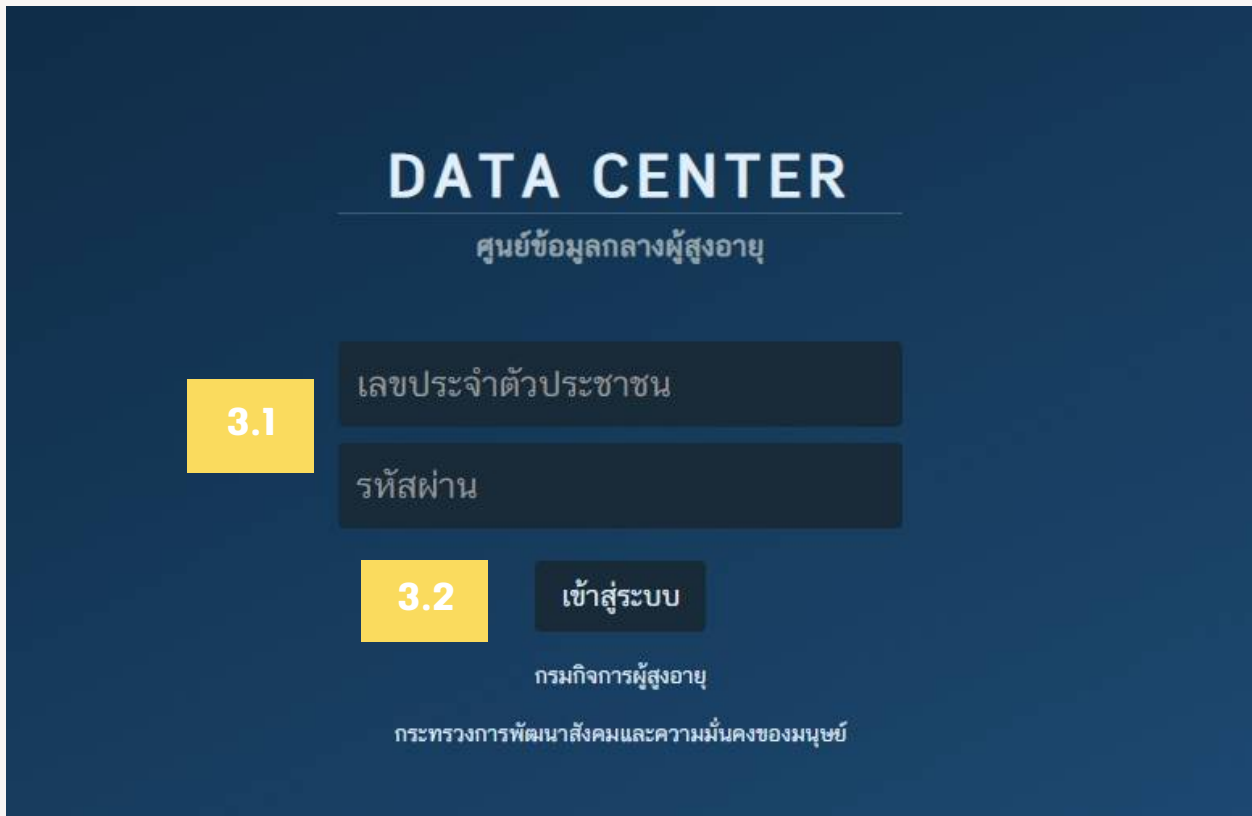 DATA CENTER
ศูนย์ข้อมูลกลางผู้สูงอายุ
เลขประจำตัวประชาชน
3.1
รหัสผ่าน
3.2
เข้าสู่ระบบ
กรมกิจการผู้สูงอายุ
กระทรวงการพัฒนาสังคมและความมั่นคงของมนุษย์